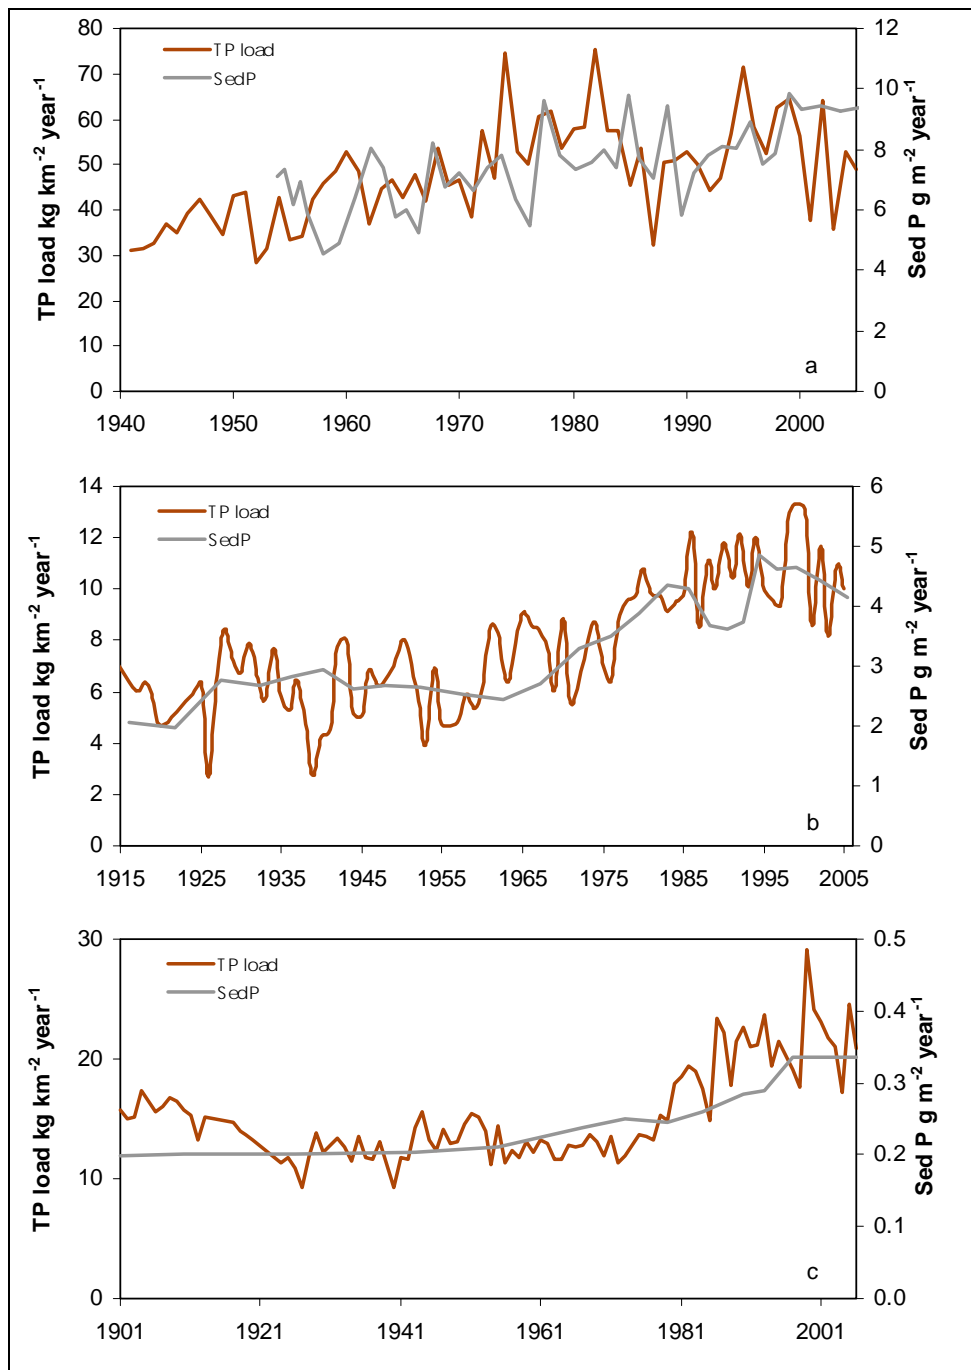 TP load
Sed P
TP load kg km⁻² year⁻¹
Sed P g m⁻² year⁻¹
80
70
60
50
40
30
20
10
0
12
10
8
6
4
2
0
a
1940 1950 1960 1970 1980 1990 2000
TP load
Sed P
TP load kg km⁻² year⁻¹
Sed P g m⁻² year⁻¹
14
12
10
8
6
4
2
0
6
5
4
3
2
1
0
b
1915 1925 1935 1945 1955 1965 1975 1985 1995 2005
TP load
Sed P
TP load kg km⁻² year⁻¹
Sed P g m⁻² year⁻¹
30
20
10
0
0.5
0.4
0.3
0.2
0.1
0.0
c
1901 1921 1941 1961 1981 2001